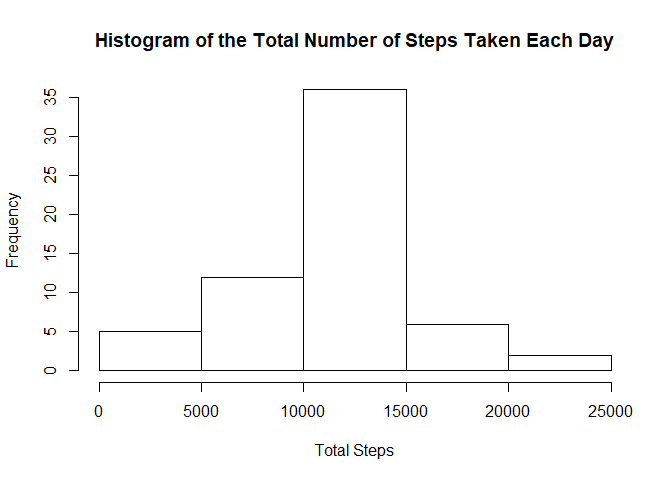 Histogram of the Total Number of Steps Taken Each Day
Frequency
35
30
25
20
15
10
5
0
0 5000 10000 15000 20000 25000
Total Steps